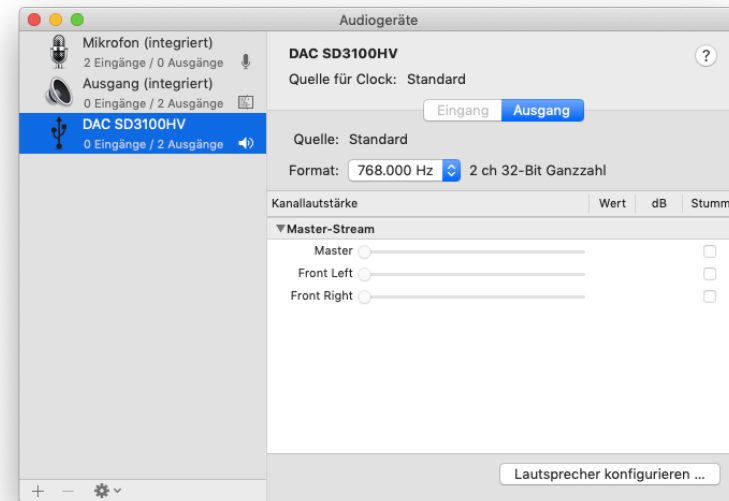 Audiogeräte
Mikrofon (integriert)
2 Eingänge / 0 Ausgänge
Ausgang (integriert)
0 Eingänge / 2 Ausgänge
DAC SD3100HV
0 Eingänge / 2 Ausgänge
DAC SD3100HV
?
Quelle für Clock: Standard
Eingang Ausgang
Quelle: Standard
Format: 768.000 Hz 2 ch 32-Bit Ganzzahl
Kanallautstärke Wert dB Stumm
Master-Stream
Master
Front Left
Front Right
Lautsprecher konfigurieren ...